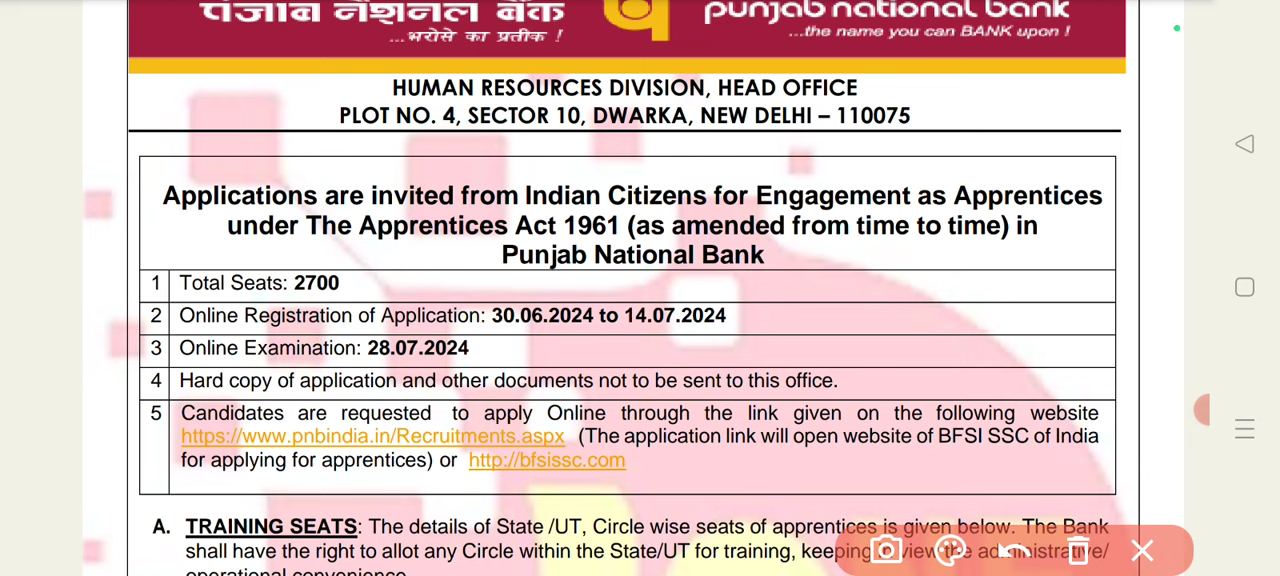 पंजाब नैशनल बैंक
...भरोसे का प्रतीक !
punjab national bank
...the name you can BANK upon !
HUMAN RESOURCES DIVISION, HEAD OFFICE
PLOT NO. 4, SECTOR 10, DWARKA, NEW DELHI – 110075
Applications are invited from Indian Citizens for Engagement as Apprentices
under The Apprentices Act 1961 (as amended from time to time) in
Punjab National Bank
1 Total Seats: 2700
2 Online Registration of Application: 30.06.2024 to 14.07.2024
3 Online Examination: 28.07.2024
4 Hard copy of application and other documents not to be sent to this office.
5 Candidates are requested to apply Online through the link given on the following website
https://www.pnbindia.in/Recruitments.aspx (The application link will open website of BFSI SSC of India
for applying for apprentices) or http://bfsissc.com
A. TRAINING SEATS: The details of State /UT, Circle wise seats of apprentices is given below. The Bank
shall have the right to allot any Circle within the State/UT for training, keeping in view the administrative/
operational convenience